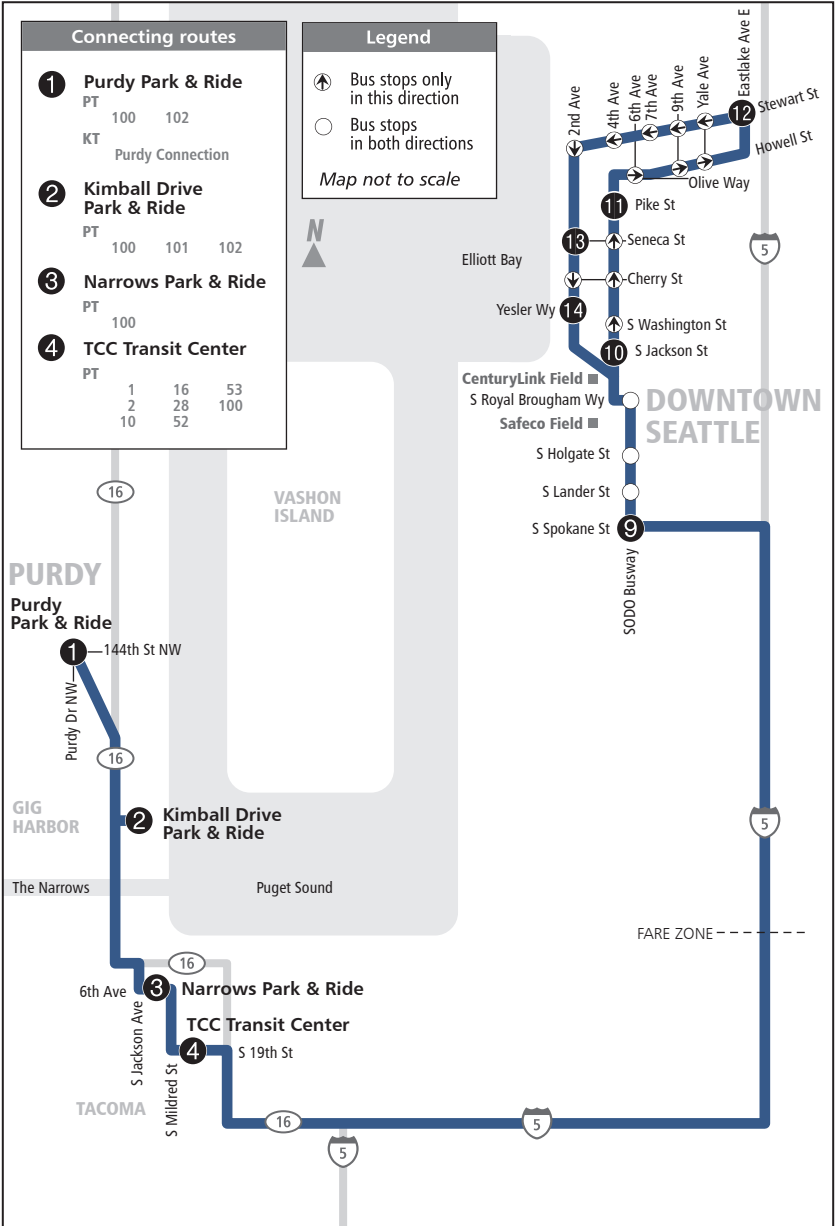 Connecting routes
1 Purdy Park & Ride
PT
100 102
KT
Purdy Connection
2 Kimball Drive
Park & Ride
PT
100 101 102
3 Narrows Park & Ride
PT
100
4 TCC Transit Center
PT
1 16 53
2 28 100
10 52
Legend
Bus stops only
in this direction
Bus stops
in both directions
Map not to scale
N
2nd Ave
4th Ave
6th Ave
7th Ave
9th Ave
Yale Ave
Eastlake Ave E
12
Stewart St
Howell St
Olive Way
11 Pike St
13
Seneca St
5
Elliott Bay
Cherry St
Yesler Wy 14
S Washington St
10 S Jackson St
CenturyLink Field
S Royal Brougham Wy
Safeco Field
DOWNTOWN
SEATTLE
S Holgate St
S Lander St
S Spokane St 9
SODO Busway
16
VASHON
ISLAND
PURDY
Purdy
Park & Ride
1 144th St NW
Purdy Dr NW
16
GIG
HARBOR
2 Kimball Drive
Park & Ride
5
The Narrows
Puget Sound
FARE ZONE
16
6th Ave
3 Narrows Park & Ride
S Jackson Ave
TCC Transit Center
4 S 19th St
S Mildred St
TACOMA
16
5
5